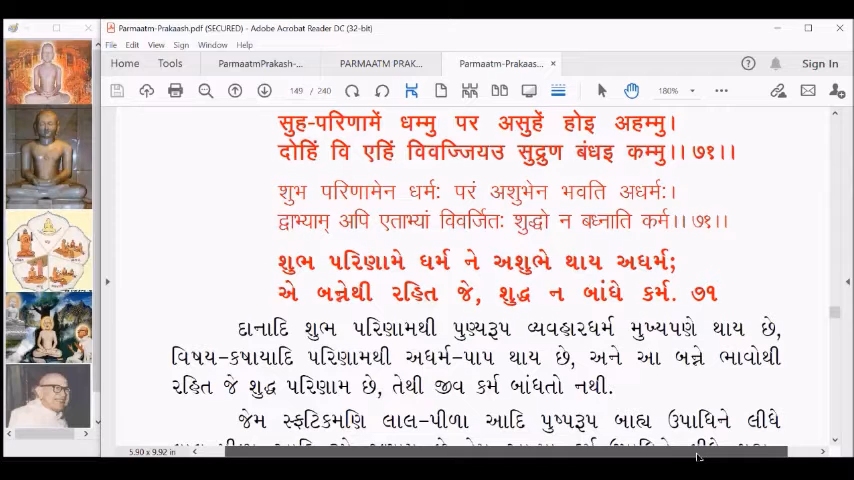 Parmaatm-Prakaash.pdf (SECURED) - Adobe Acrobat Reader DC (32-bit)
File Edit View Sign Window Help
Home Tools ParmaatmPrakash-... PARMAATM PRAK... Parmaatm-Prakaas... × Sign In
149 / 240 180%
सुह-परिणामें धम्मु पर असुहें होइ अहम्मु।
दोहिं वि एहिं विवज्जियउ सुद्धुण बंधइ कम्मु।।७१।।
शुभ परिणामेन धर्मः परं अशुभेन भवति अधर्मः।
द्वाभ्याम् अपि एताभ्यां विवर्जितः शुद्धो न बध्नाति कर्म।।७१।।
શુભ પરિણામે ધર્મ ને અશુભે થાય અધર્મ;
એ બન્નેથી રહિત જે, શુદ્ધ ન બાંધે કર્મ. ૭૧
દાનાદિ શુભ પરિણામથી પુણ્યરૂપ વ્યવહારધર્મ મુખ્યપણે થાય છે,
વિષય-કષાયાદિ પરિણામથી અધર્મ-પાપ થાય છે, અને આ બન્ને ભાવોથી
રહિત જે શુદ્ધ પરિણામ છે, તેથી જીવ કર્મ બાંધતો નથી.
જેમ સ્ફટિકમણિ લાલ-પીળા આદિ પુષ્પરૂપ બાહ્ય ઉપાધિને લીધે
5.90 x 9.92 in